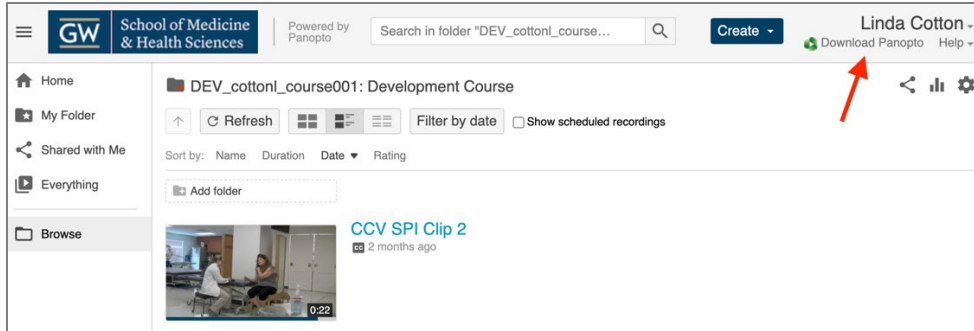 GW
School of Medicine
& Health Sciences
Powered by
Panopto
Search in folder "DEV_cottonl_course...
Create
Linda Cotton
Download Panopto Help
Home
DEV_cottonl_course001: Development Course
My Folder
Refresh
Filter by date
Show scheduled recordings
Shared with Me
Sort by: Name Duration Date Rating
Everything
Add folder
Browse
CCV SPI Clip 2
CC 2 months ago
0:22